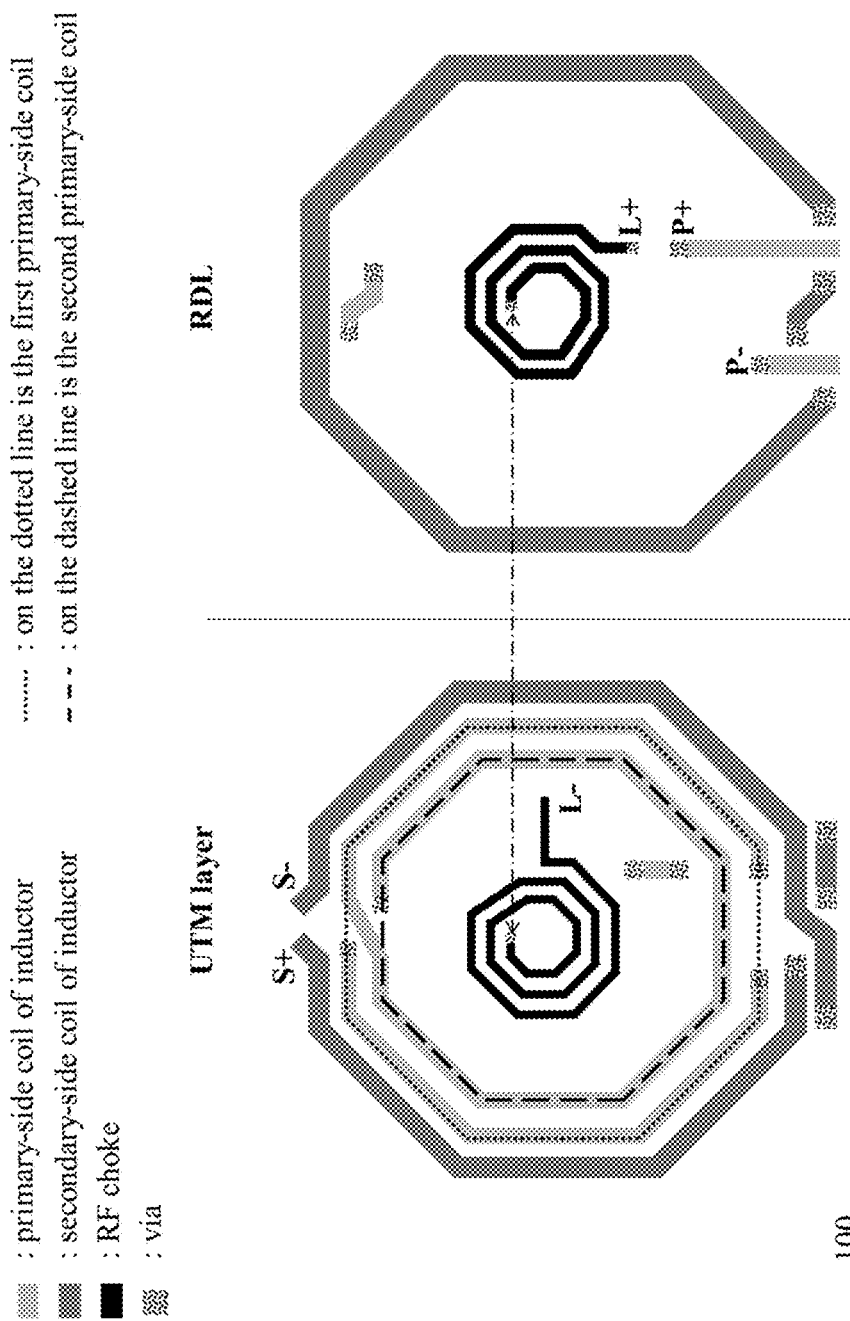 : primary-side coil of inductor
: secondary-side coil of inductor
: RF choke
: via
: on the dotted line is the first primary-side coil
: on the dashed line is the second primary-side coil
UTM layer
RDL
S+
S-
L-
L+
P+
P-
100